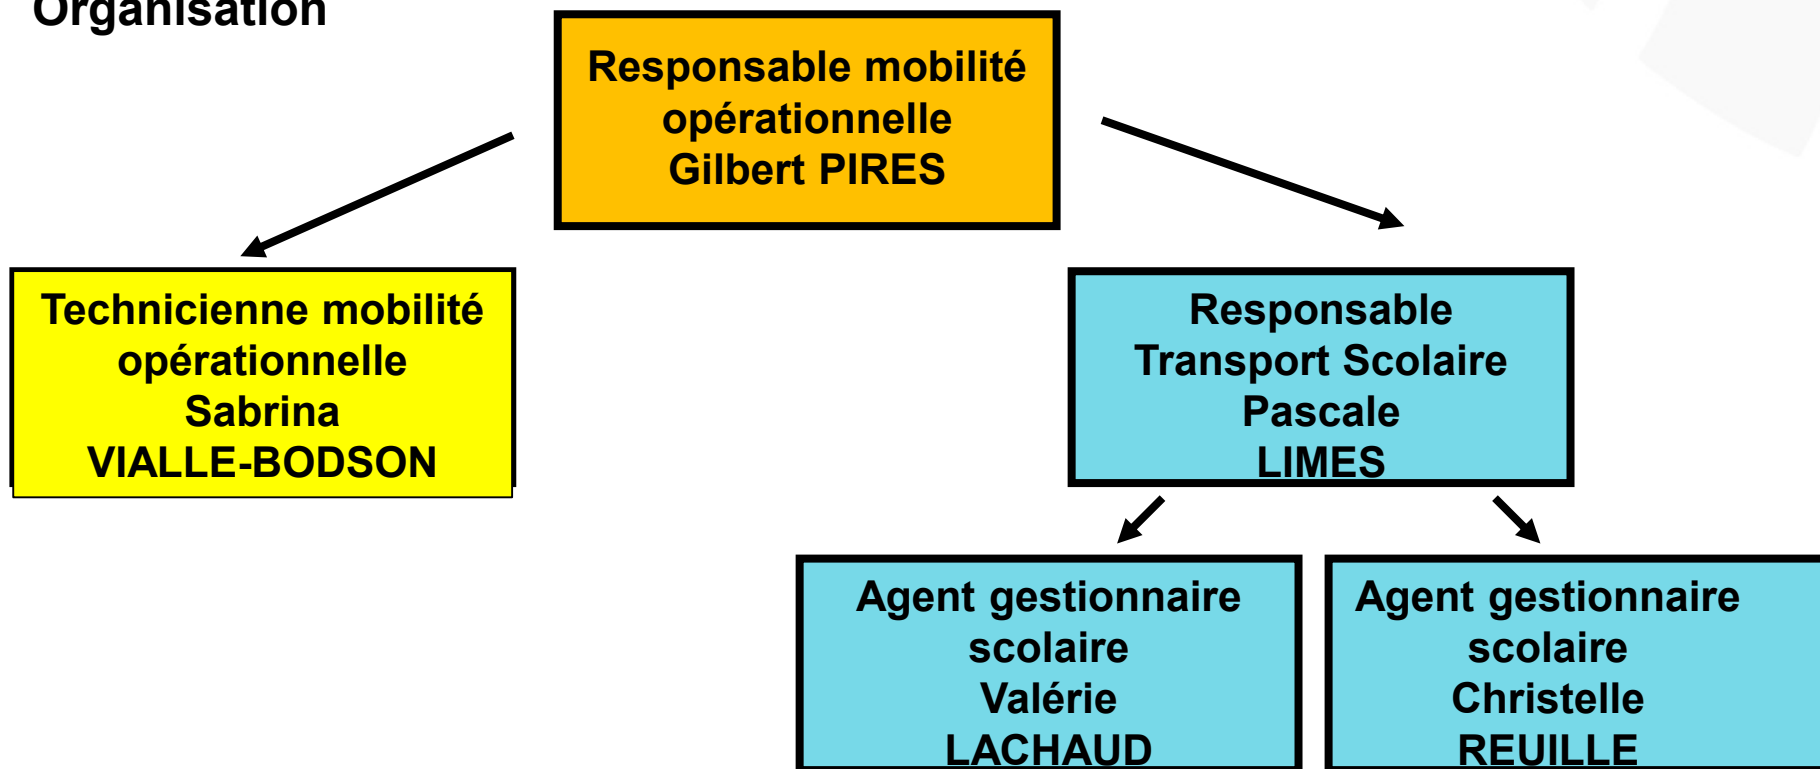 Organisation
Responsable mobilité
opérationnelle
Gilbert PIRES
Technicienne mobilité
opérationnelle
Sabrina
VIALLE-BODSON
Responsable
Transport Scolaire
Pascale
LIMES
Agent gestionnaire
scolaire
Valérie
LACHAUD
Agent gestionnaire
scolaire
Christelle
REUILLE